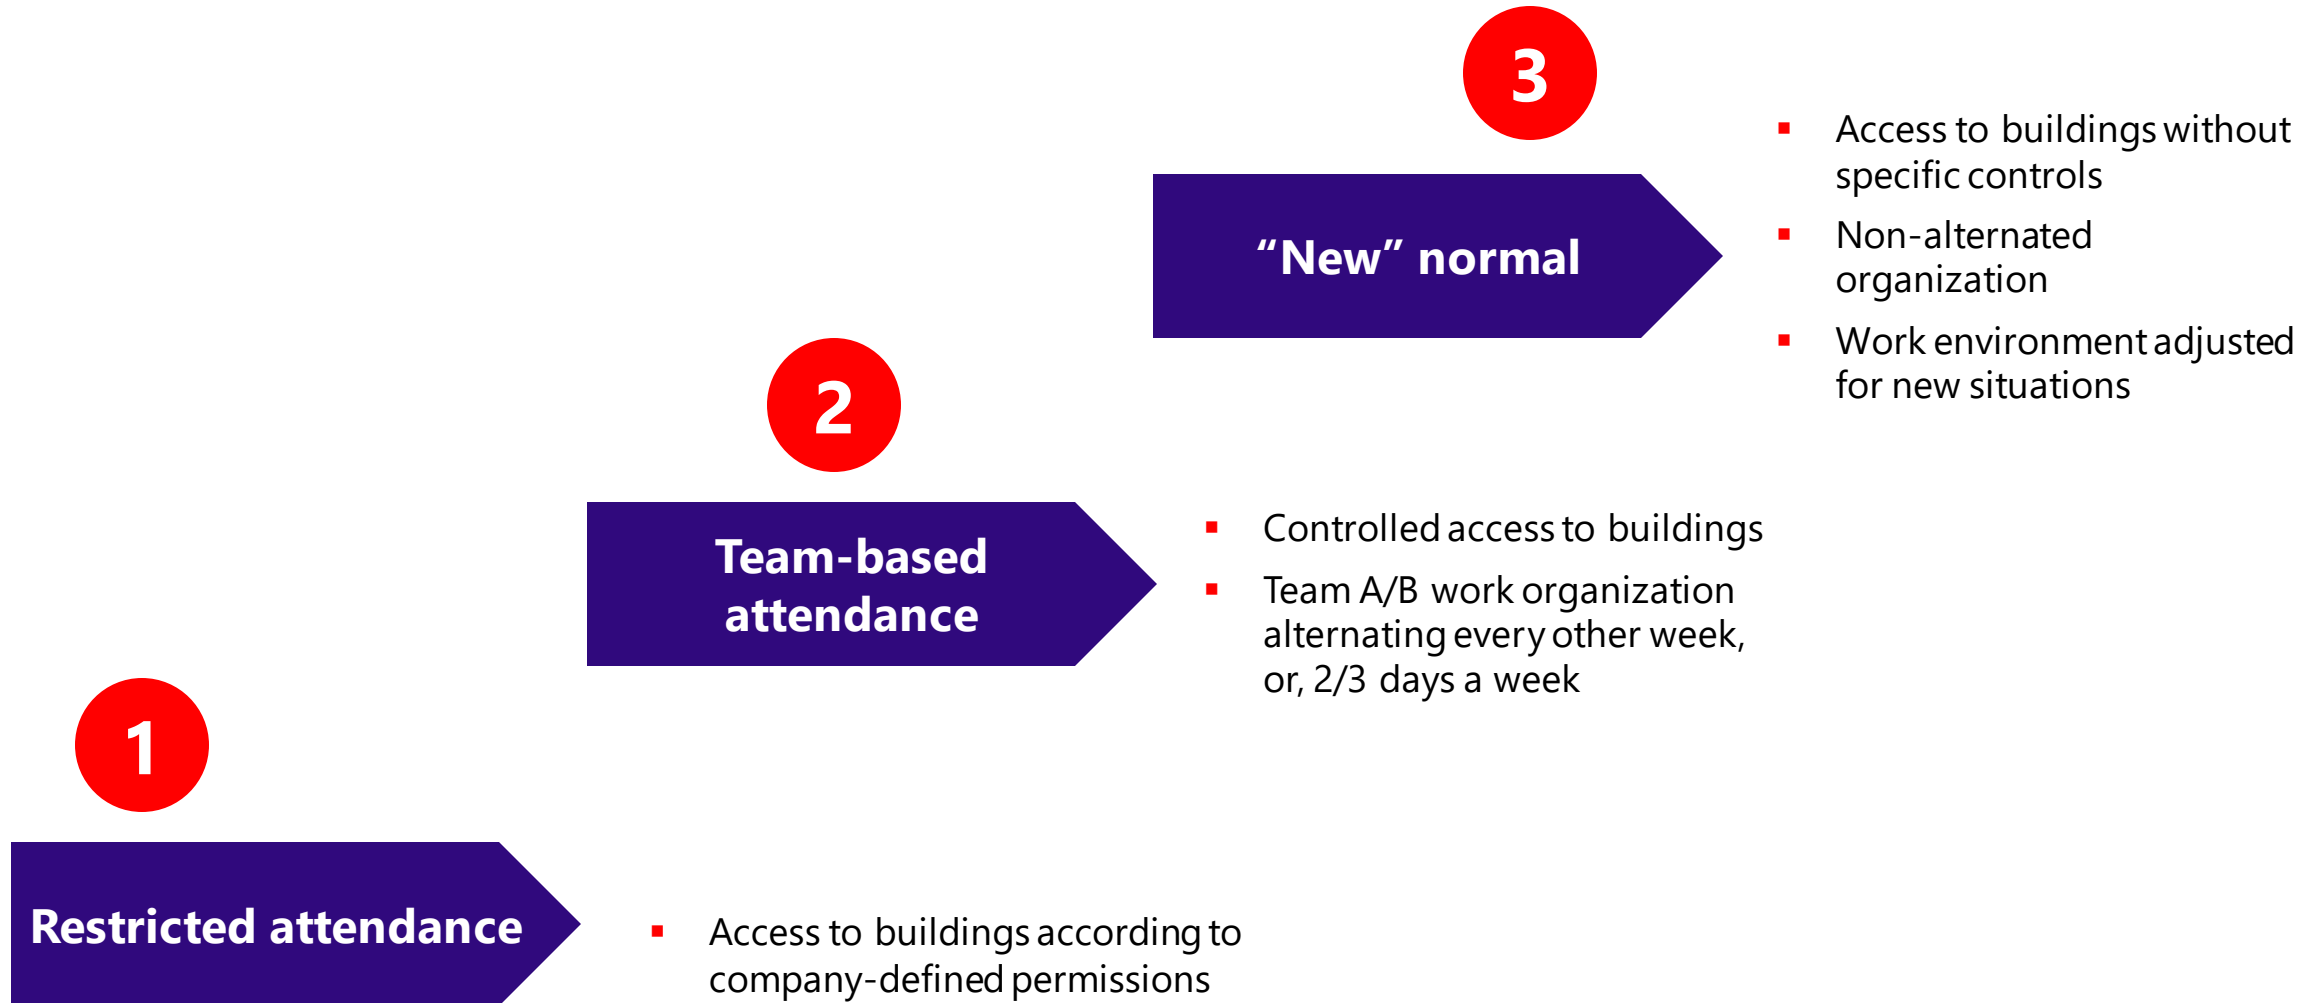 3
“New” normal
Access to buildings without
specific controls
Non-alternated
organization
Work environment adjusted
for new situations
2
Team-based
attendance
Controlled access to buildings
Team A/B work organization
alternating every other week,
or, 2/3 days a week
1
Restricted attendance
Access to buildings according to
company-defined permissions